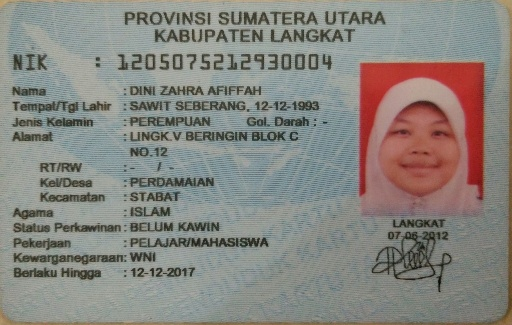 PROVINSI SUMATERA UTARA
KABUPATEN LANGKAT
NIK : 1205075212930004
Nama : DINI ZAHRA AFIFFAH
Tempat/Tgl Lahir : SAWIT SEBERANG, 12-12-1993
Jenis Kelamin : PEREMPUAN Gol. Darah : -
Alamat : LINGK.V BERINGIN BLOK C
NO.12
RT/RW : - / -
Kel/Desa : PERDAMAIAN
Kecamatan : STABAT
Agama : ISLAM
Status Perkawinan : BELUM KAWIN
Pekerjaan : PELAJAR/MAHASISWA
Kewarganegaraan: WNI
Berlaku Hingga : 12-12-2017
LANGKAT
07-06-2012